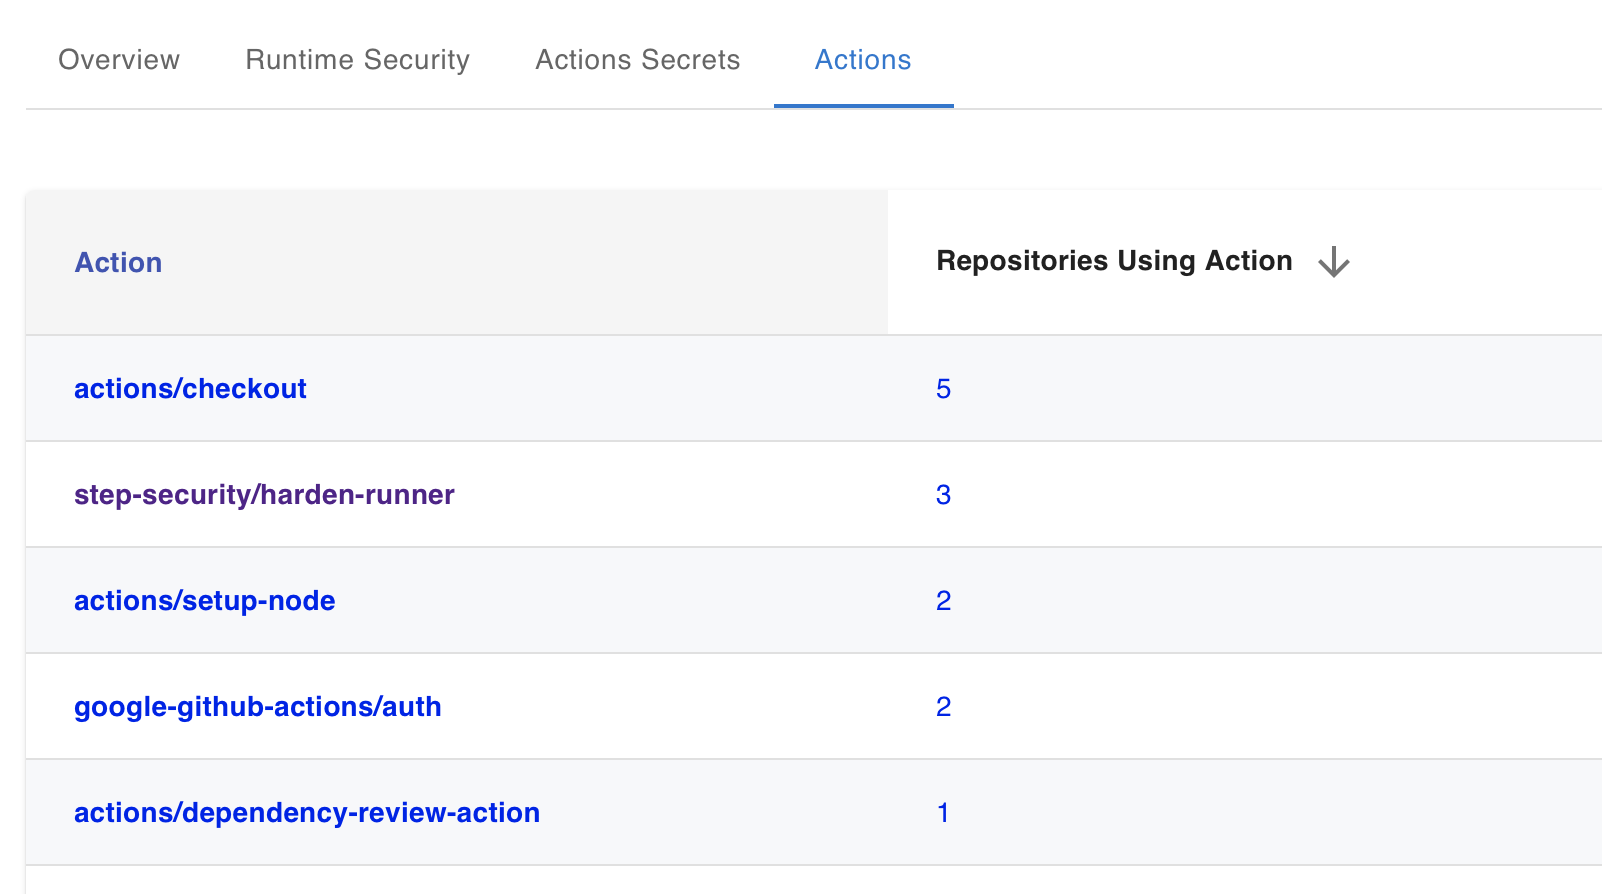 Overview Runtime Security Actions Secrets Actions
Action Repositories Using Action
actions/checkout 5
step-security/harden-runner 3
actions/setup-node 2
google-github-actions/auth 2
actions/dependency-review-action 1